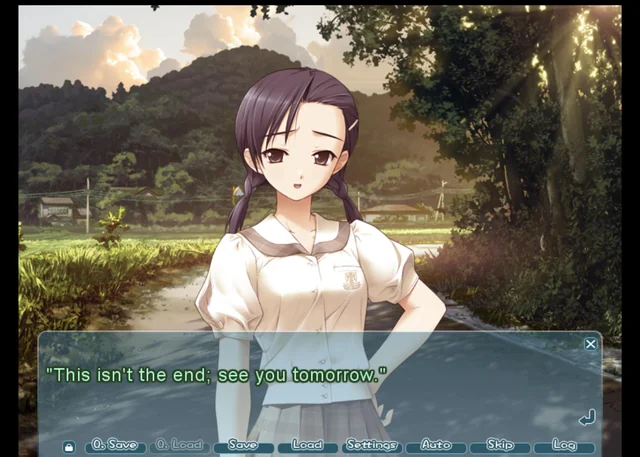 "This isn't the end; see you tomorrow."
Q. Save Q. Load Save Load Settings Auto Skip Log